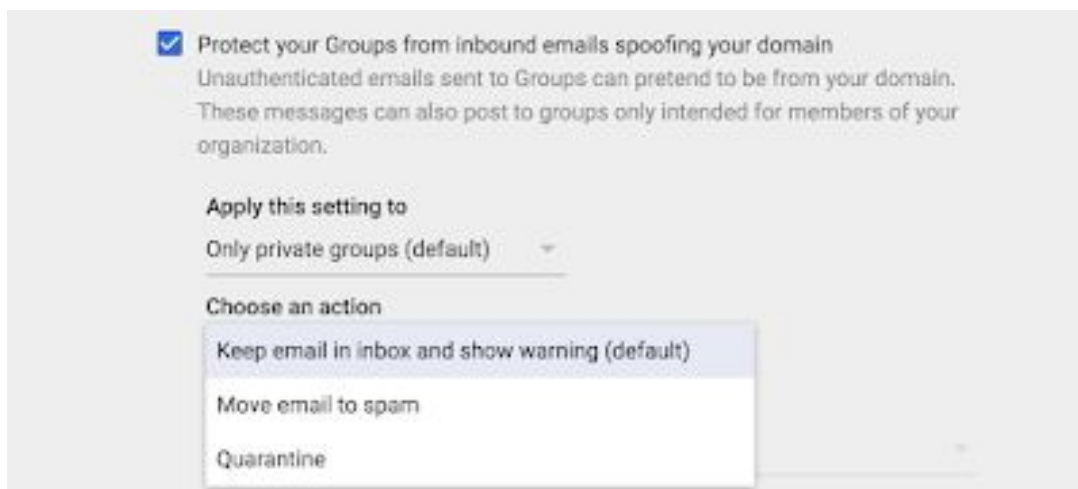 Protect your Groups from inbound emails spoofing your domain
Unauthenticated emails sent to Groups can pretend to be from your domain.
These messages can also post to groups only intended for members of your
organization.
Apply this setting to
Only private groups (default)
Choose an action
Keep email in inbox and show warning (default)
Move email to spam
Quarantine